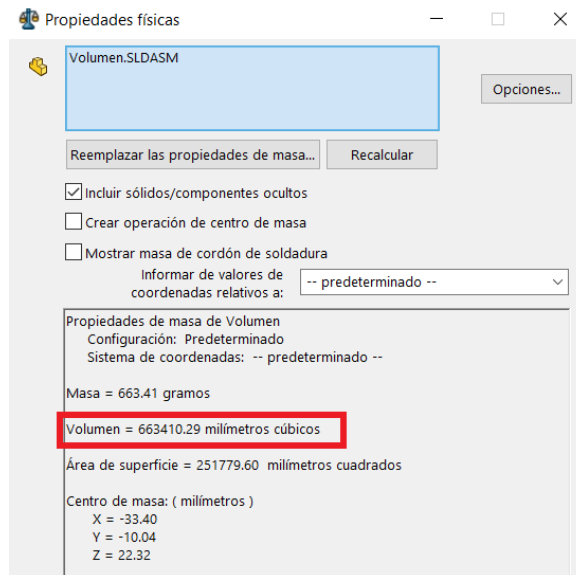 Propiedades físicas
Volumen.SLDASM
Opciones...
Reemplazar las propiedades de masa...
Recalcular
Incluir sólidos/componentes ocultos
Crear operación de centro de masa
Mostrar masa de cordón de soldadura
Informar de valores de
coordenadas relativos a:
-- predeterminado --
Propiedades de masa de Volumen
Configuración: Predeterminado
Sistema de coordenadas: -- predeterminado --
Masa = 663.41 gramos
Volumen = 663410.29 milímetros cúbicos
Área de superficie = 251779.60 milímetros cuadrados
Centro de masa: ( milímetros )
X = -33.40
Y = -10.04
Z = 22.32